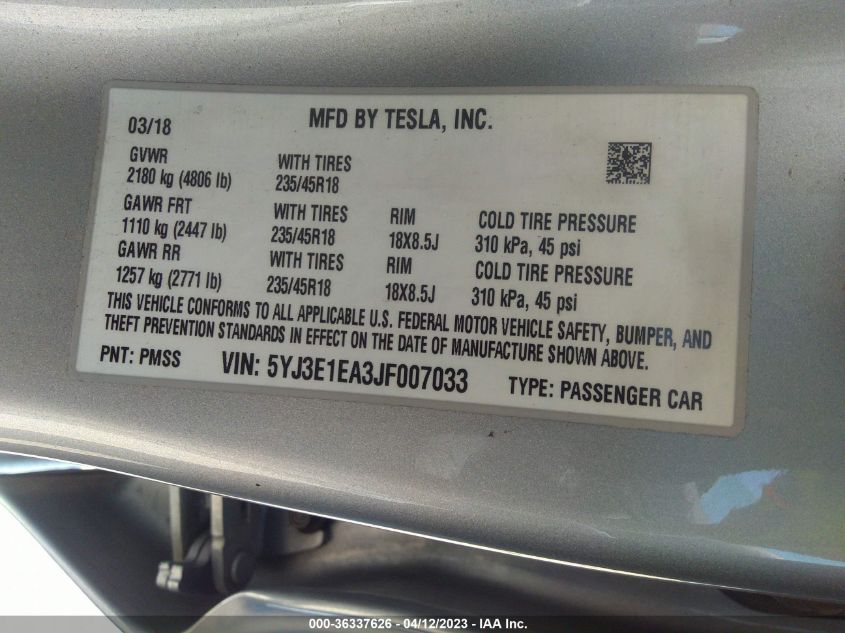 MFD BY TESLA, INC.
03/18
GVWR
2180 kg (4806 lb)
WITH TIRES
235/45R18
GAWR FRT
1110 kg (2447 lb)
WITH TIRES
235/45R18
RIM
18X8.5J
COLD TIRE PRESSURE
310 kPa, 45 psi
GAWR RR
1257 kg (2771 lb)
WITH TIRES
235/45R18
RIM
18X8.5J
COLD TIRE PRESSURE
310 kPa, 45 psi
THIS VEHICLE CONFORMS TO ALL APPLICABLE U.S. FEDERAL MOTOR VEHICLE SAFETY, BUMPER, AND
THEFT PREVENTION STANDARDS IN EFFECT ON THE DATE OF MANUFACTURE SHOWN ABOVE.
PNT: PMSS VIN: 5YJ3E1EA3JF007033 TYPE: PASSENGER CAR
000-36337626 - 04/12/2023 - IAA Inc.